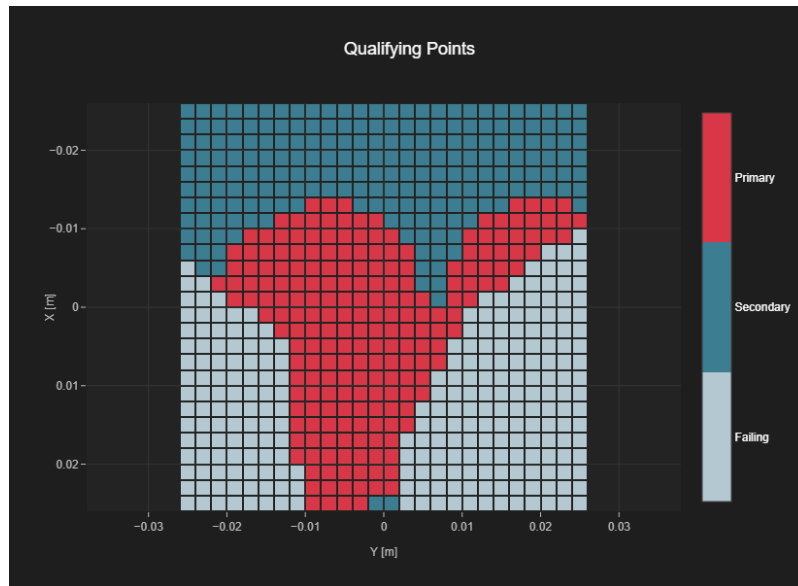 Qualifying Points
−0.02
−0.01
0
0.01
0.02
X [m]
−0.03
−0.02
−0.01
0
0.01
0.02
0.03
Y [m]
Primary
Secondary
Failing